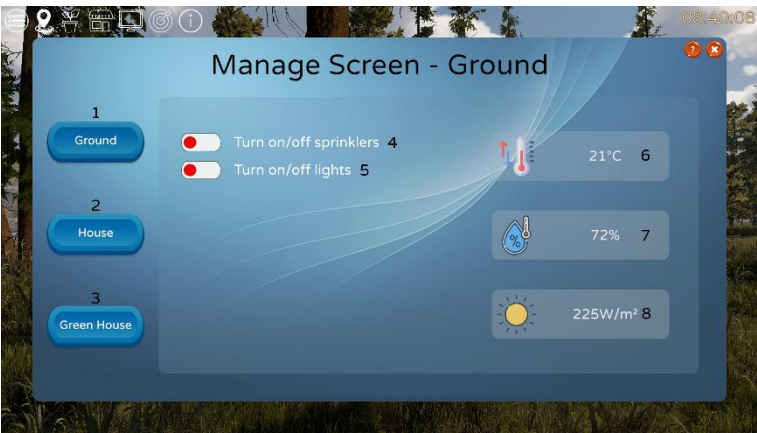 08:40:08
Manage Screen - Ground
1
Ground
Turn on/off sprinklers 4
Turn on/off lights 5
21°C 6
2
House
72% 7
3
Green House
225W/m² 8